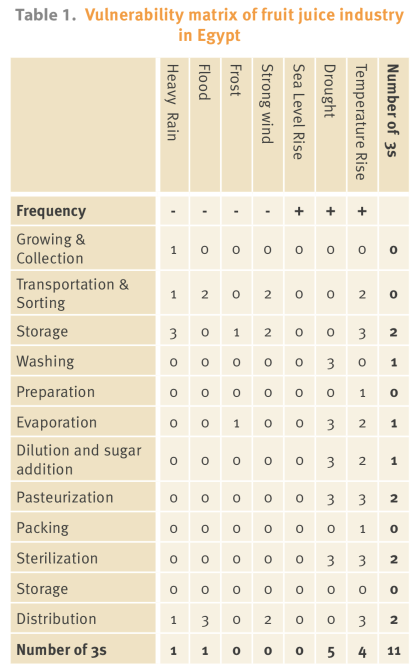 Table 1. Vulnerability matrix of fruit juice industry
in Egypt
Heavy Rain
Flood
Frost
Strong wind
Sea Level Rise
Drought
Temperature Rise
Number of 3s
Frequency - - - - + + +
Growing &
Collection 1 0 0 0 0 0 0 0
Transportation &
Sorting 1 2 0 2 0 0 2 0
Storage 3 0 1 2 0 0 3 2
Washing 0 0 0 0 0 3 0 1
Preparation 0 0 0 0 0 0 1 0
Evaporation 0 0 1 0 0 3 2 1
Dilution and sugar
addition 0 0 0 0 0 3 2 1
Pasteurization 0 0 0 0 0 3 3 2
Packing 0 0 0 0 0 0 1 0
Sterilization 0 0 0 0 0 3 3 2
Storage 0 0 0 0 0 0 0 0
Distribution 1 3 0 2 0 0 3 2
Number of 3s 1 1 0 0 0 5 4 11